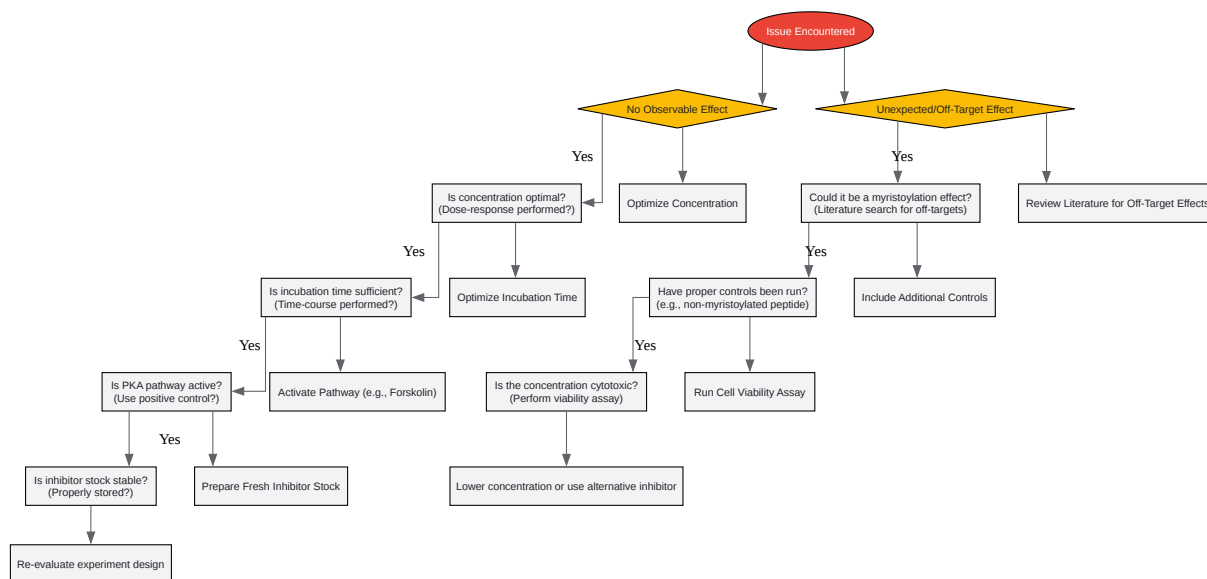 Issue Encountered
No Observable Effect
Unexpected/Off-Target Effect
Yes
Yes
Is concentration optimal?
(Dose-response performed?)
Optimize Concentration
Could it be a myristoylation effect?
(Literature search for off-targets)
Review Literature for Off-Target Effects
Yes
Yes
Is incubation time sufficient?
(Time-course performed?)
Optimize Incubation Time
Have proper controls been run?
(e.g., non-myristoylated peptide)
Include Additional Controls
Yes
Yes
Is PKA pathway active?
(Use positive control?)
Activate Pathway (e.g., Forskolin)
Is the concentration cytotoxic?
(Perform viability assay)
Run Cell Viability Assay
Yes
Is inhibitor stock stable?
(Properly stored?)
Prepare Fresh Inhibitor Stock
Lower concentration or use alternative inhibitor
Re-evaluate experiment design